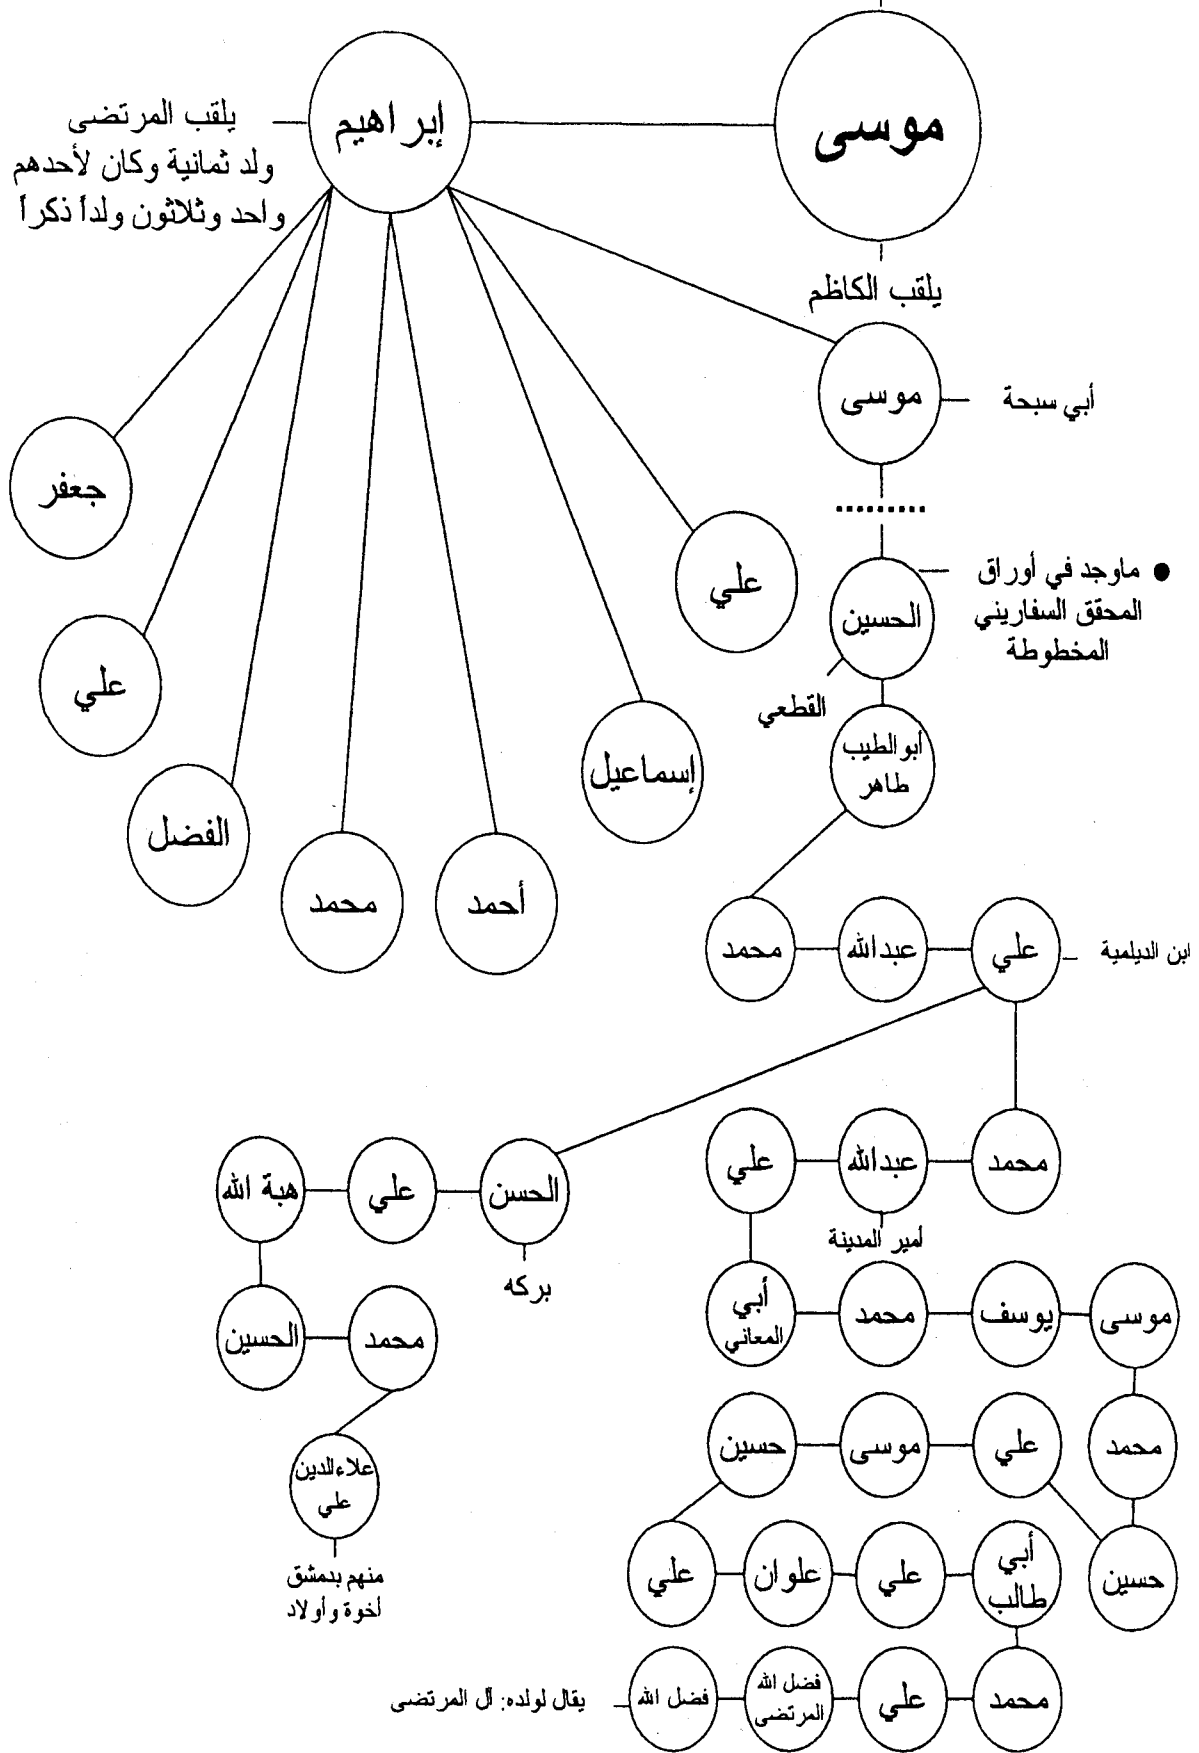 موسى
إبراهيم
يلقب المرتضى
ولد ثمانية وكان لأحدهم
واحد وثلاثون ولداً ذكراً
يلقب الكاظم
موسى
أبي سبحة
جعفر
علي
● ماوجد في أوراق
المحقق السفاريني
المخطوطة
الحسين
علي
القطعي
أبو الطيب
طاهر
إسماعيل
الفضل
أحمد
محمد
ابن الديلمية
علي
عبدالله
محمد
محمد
عبدالله
علي
الحسن
علي
هبة الله
أمير المدينة
بركه
موسى
يوسف
محمد
أبي
المعاني
محمد
الحسين
محمد
علي
موسى
حسين
علاءالدين
علي
حسين
أبي
طالب
علي
علوان
علي
منهم بدمشق
أخوة وأولاد
محمد
علي
فضل الله
المرتضى
فضل الله
يقال لولده: آل المرتضى